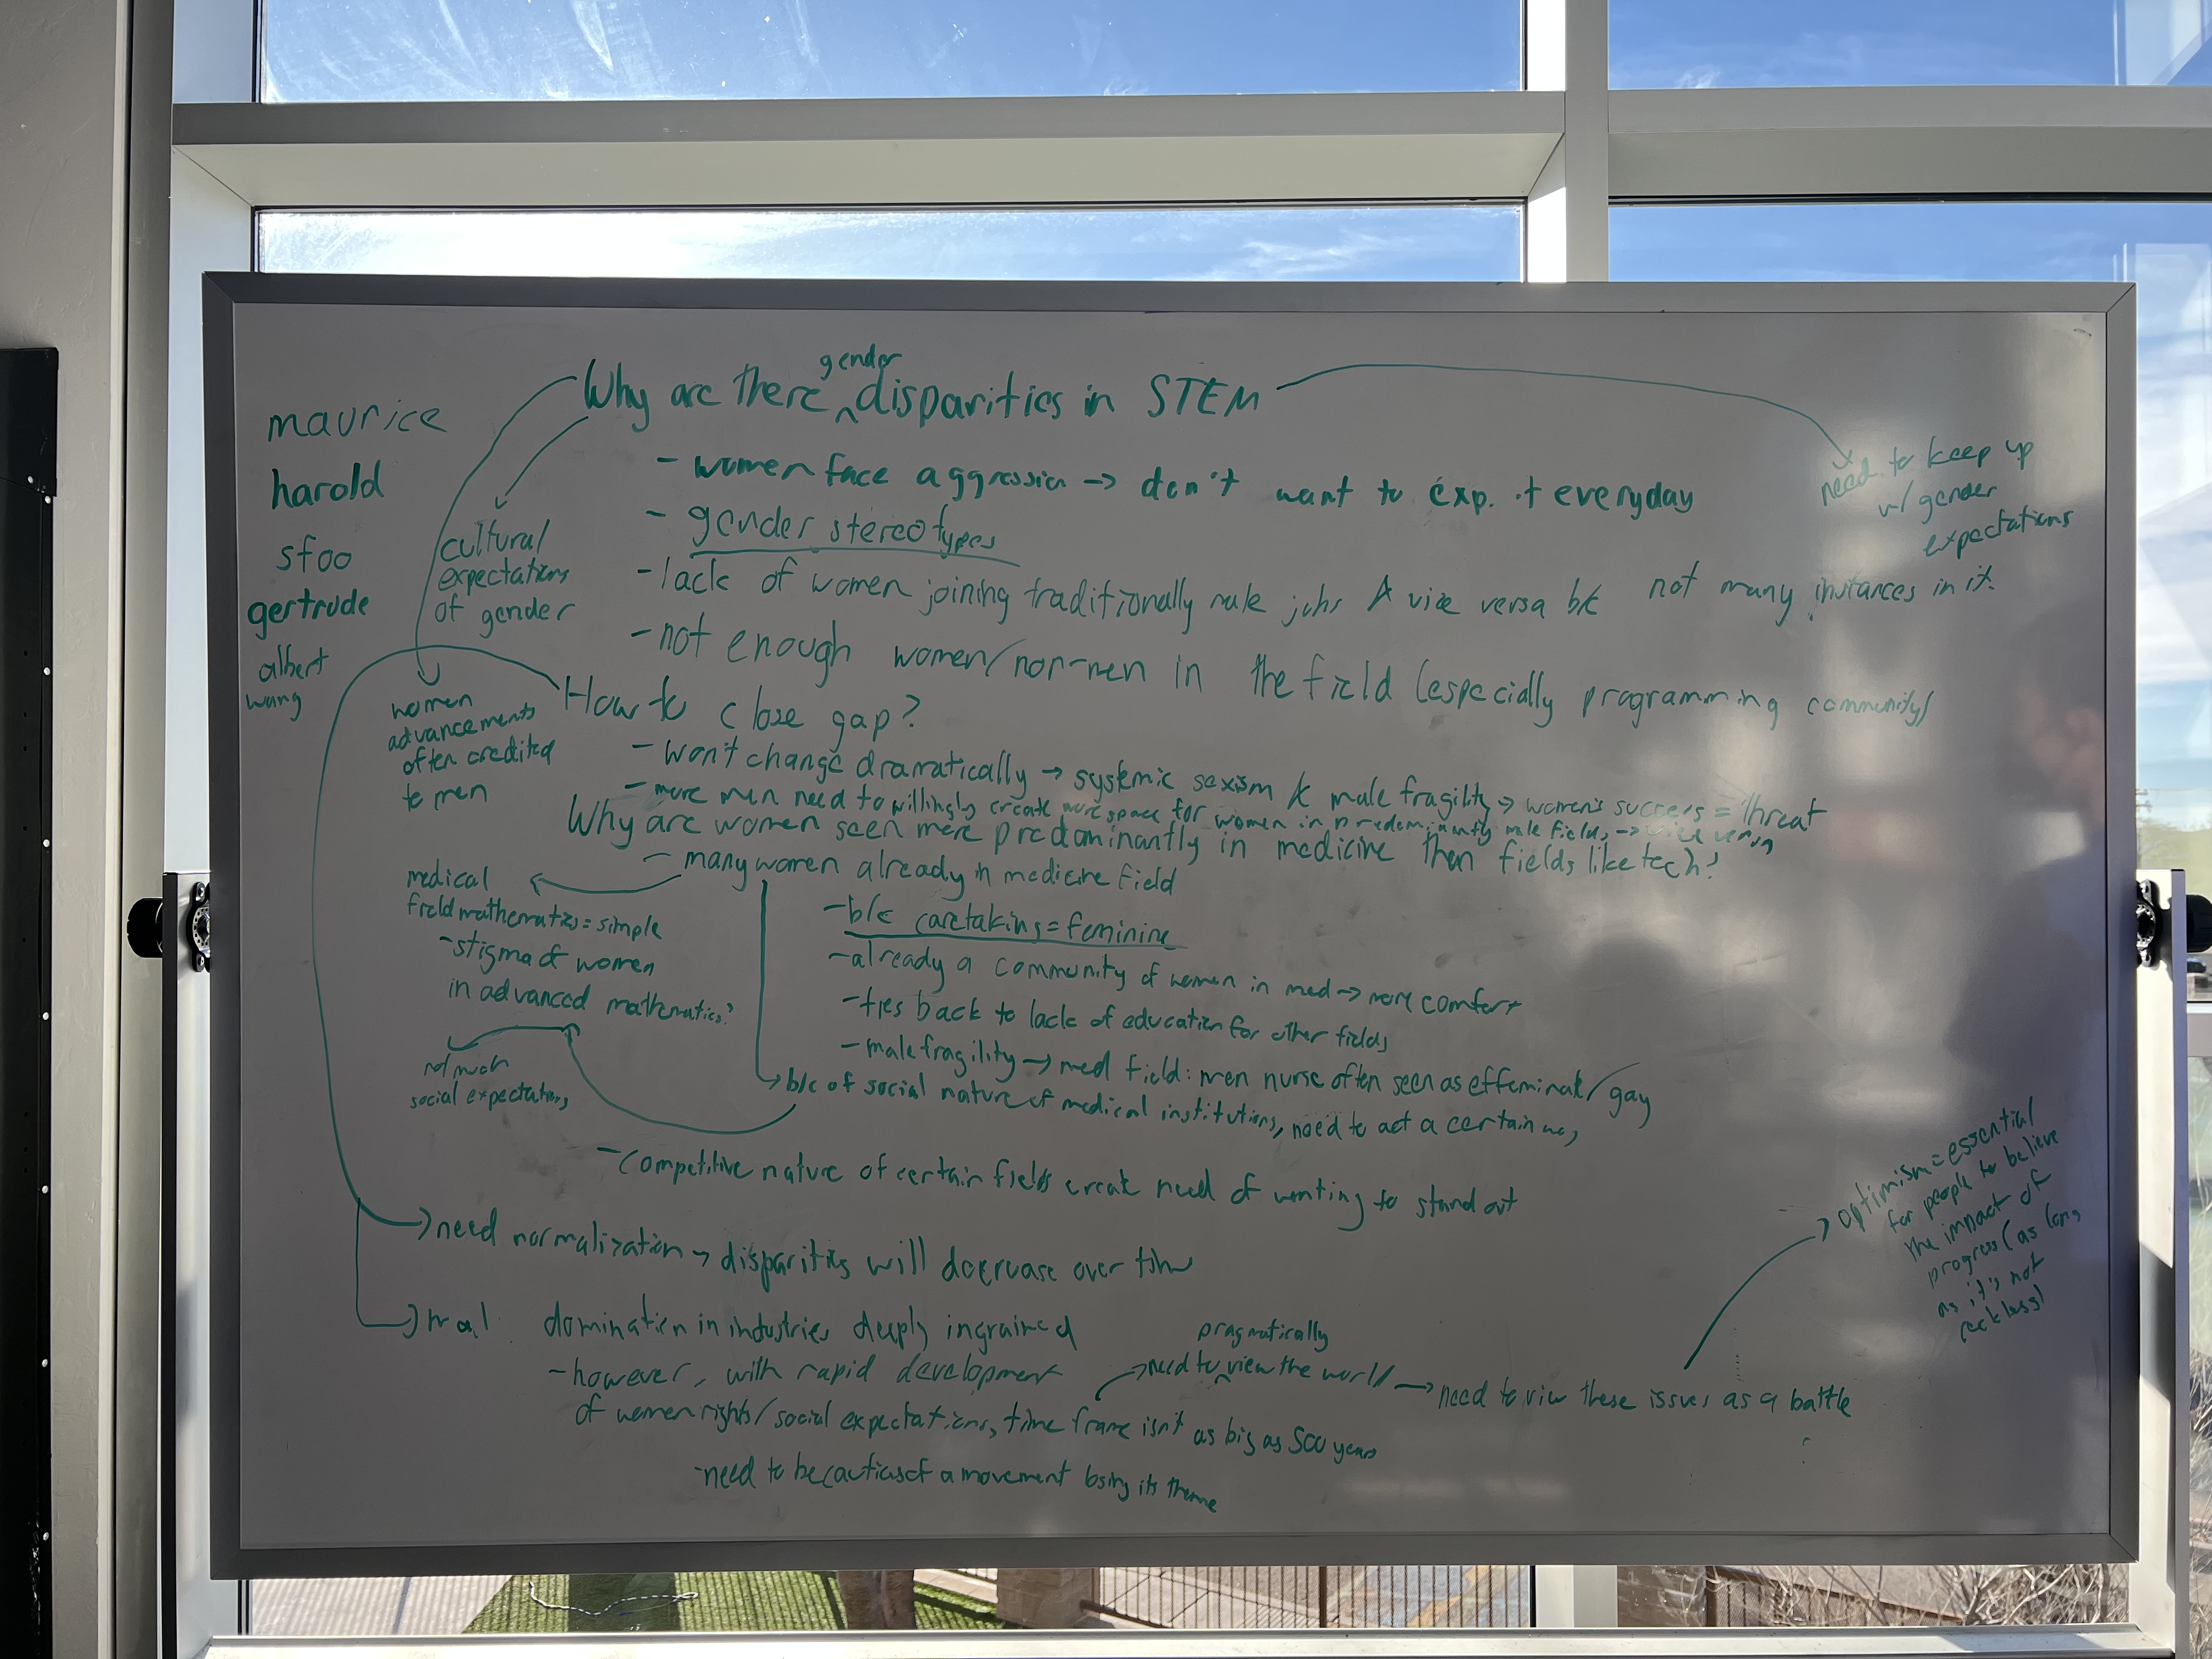 gender
Why are there ^ disparities in STEM
maurice
harold
sfoo
gertrude
albert
wang
cultural
expectations
of gender
women
advancements
often credited
to men
need to keep up
w/ gender
expectations
- women face aggression → don't want to exp. it everyday
- gender stereotypes
- lack of women joining traditionally male jobs & vice versa b/c not many instances in it.
- not enough women/non-men in the field (especially programming community)
How to close gap?
- won't change dramatically → systemic sexism & male fragility → women's success = threat
- more men need to willingly create more space for women in predominantly male fields → vice versa
Why are women seen more predominantly in medicine then fields like tech?
- many women already in medicine field
medical
field mathematics = simple
- stigma of women
in advanced mathematics?
not much
social expectations
- b/c caretaking = feminine
- already a community of women in med → more comfort
- ties back to lack of education for other fields
- male fragility → med field: men nurse often seen as effeminate/gay
→ b/c of social nature of medical institutions, need to act a certain way
- competitive nature of certain fields create need of wanting to stand out
→ need normalization → disparities will decrease over time
→ mal domination in industries deeply ingrained
- however, with rapid development
of women rights/social expectations, time frame isn't as big as 500 years
- need to be cautious of a movement losing its theme
pragmatically
→ need to ^ view the world → need to view these issues as a battle
→ optimism = essential
for people to believe
the impact of
progress (as long
as it's not
reckless)